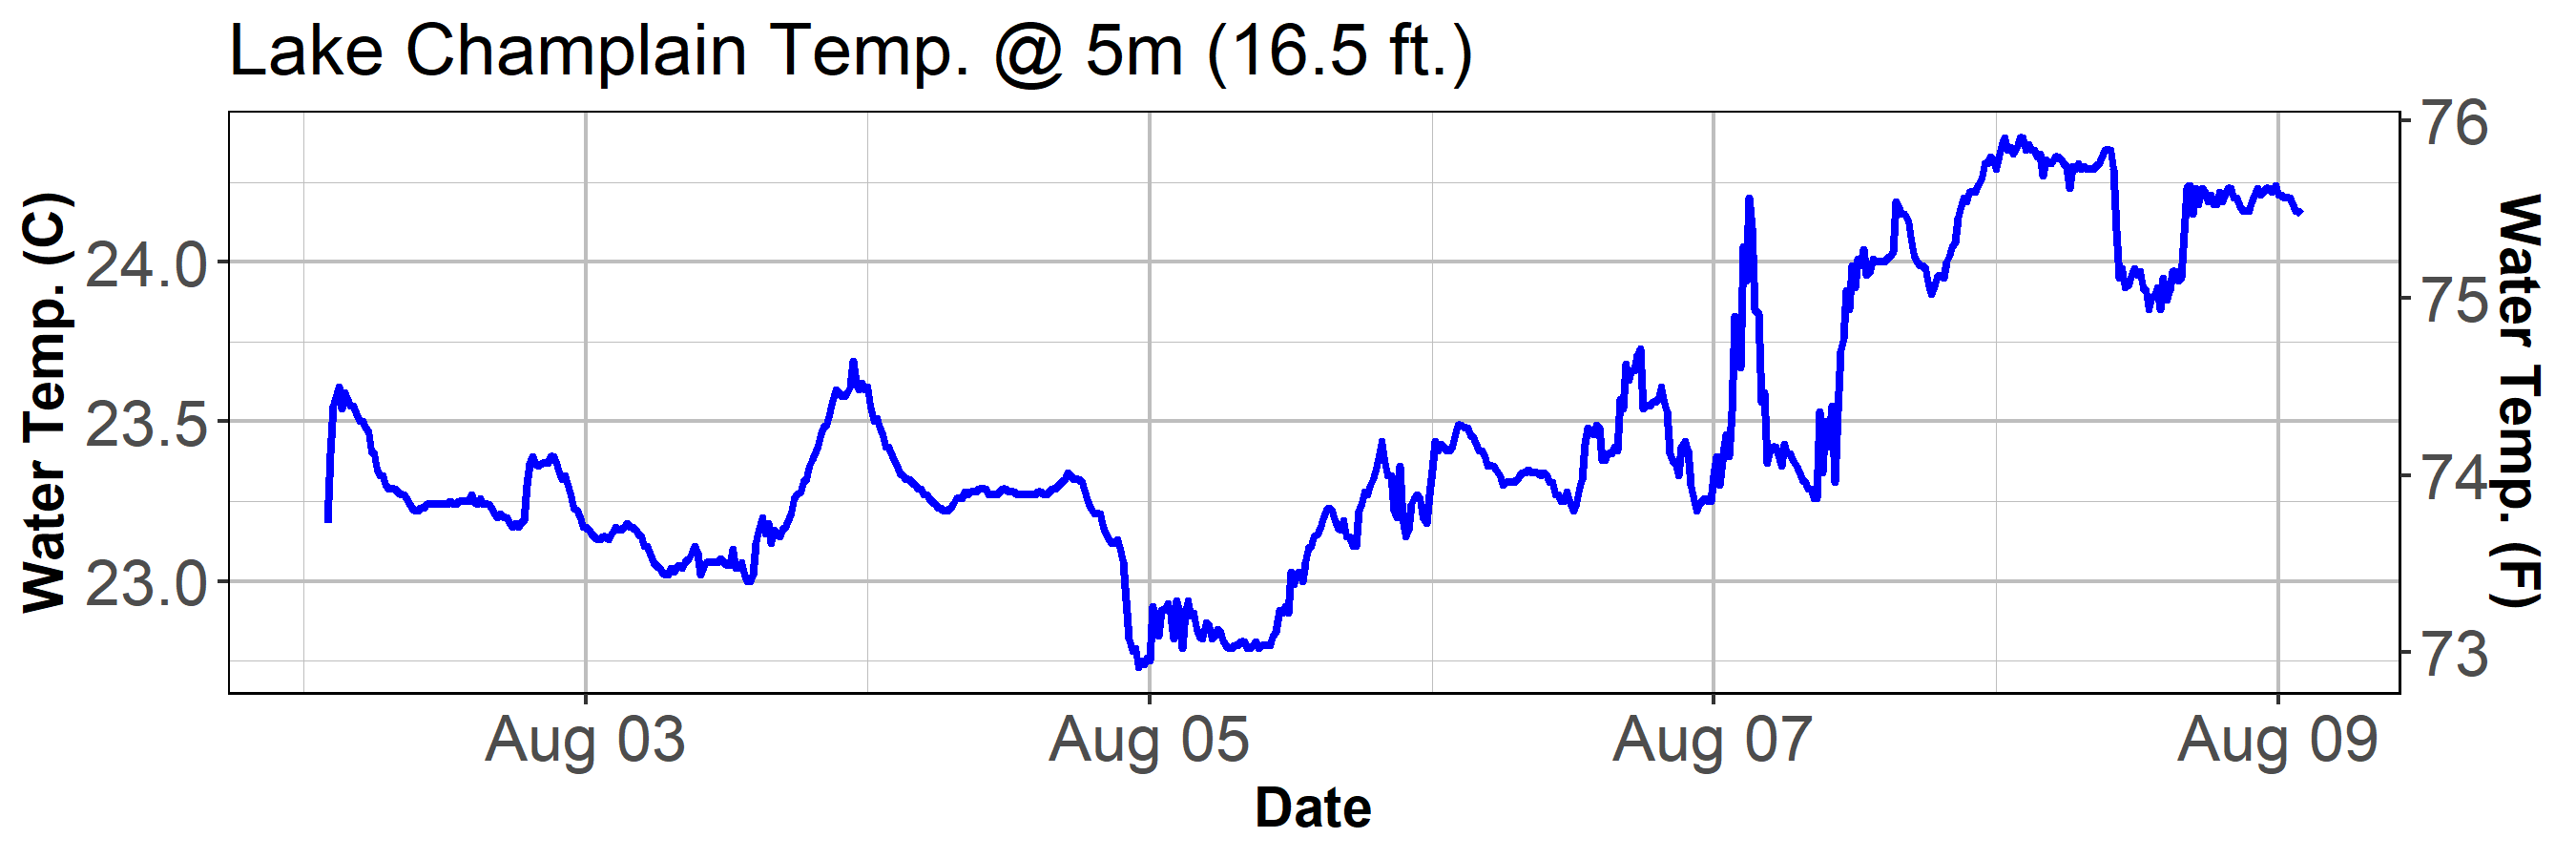 Lake Champlain Temp. @ 5m (16.5 ft.)
Water Temp. (C)
24.0
23.5
23.0
76
75
74
73
Water Temp. (F)
Aug 03 Aug 05 Aug 07 Aug 09
Date